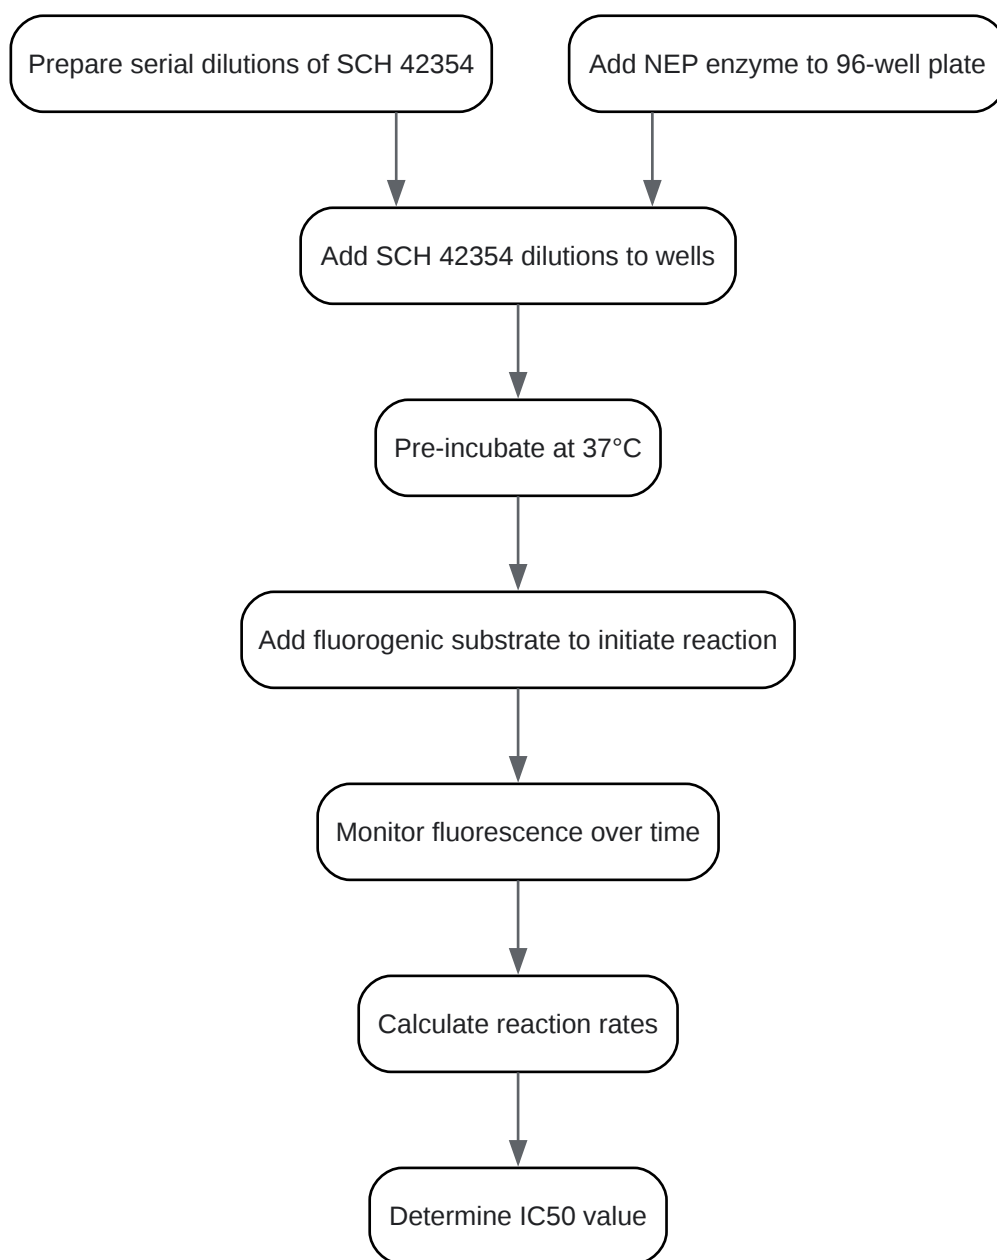 Prepare serial dilutions of SCH 42354
Add NEP enzyme to 96-well plate
Add SCH 42354 dilutions to wells
Pre-incubate at 37°C
Add fluorogenic substrate to initiate reaction
Monitor fluorescence over time
Calculate reaction rates
Determine IC50 value